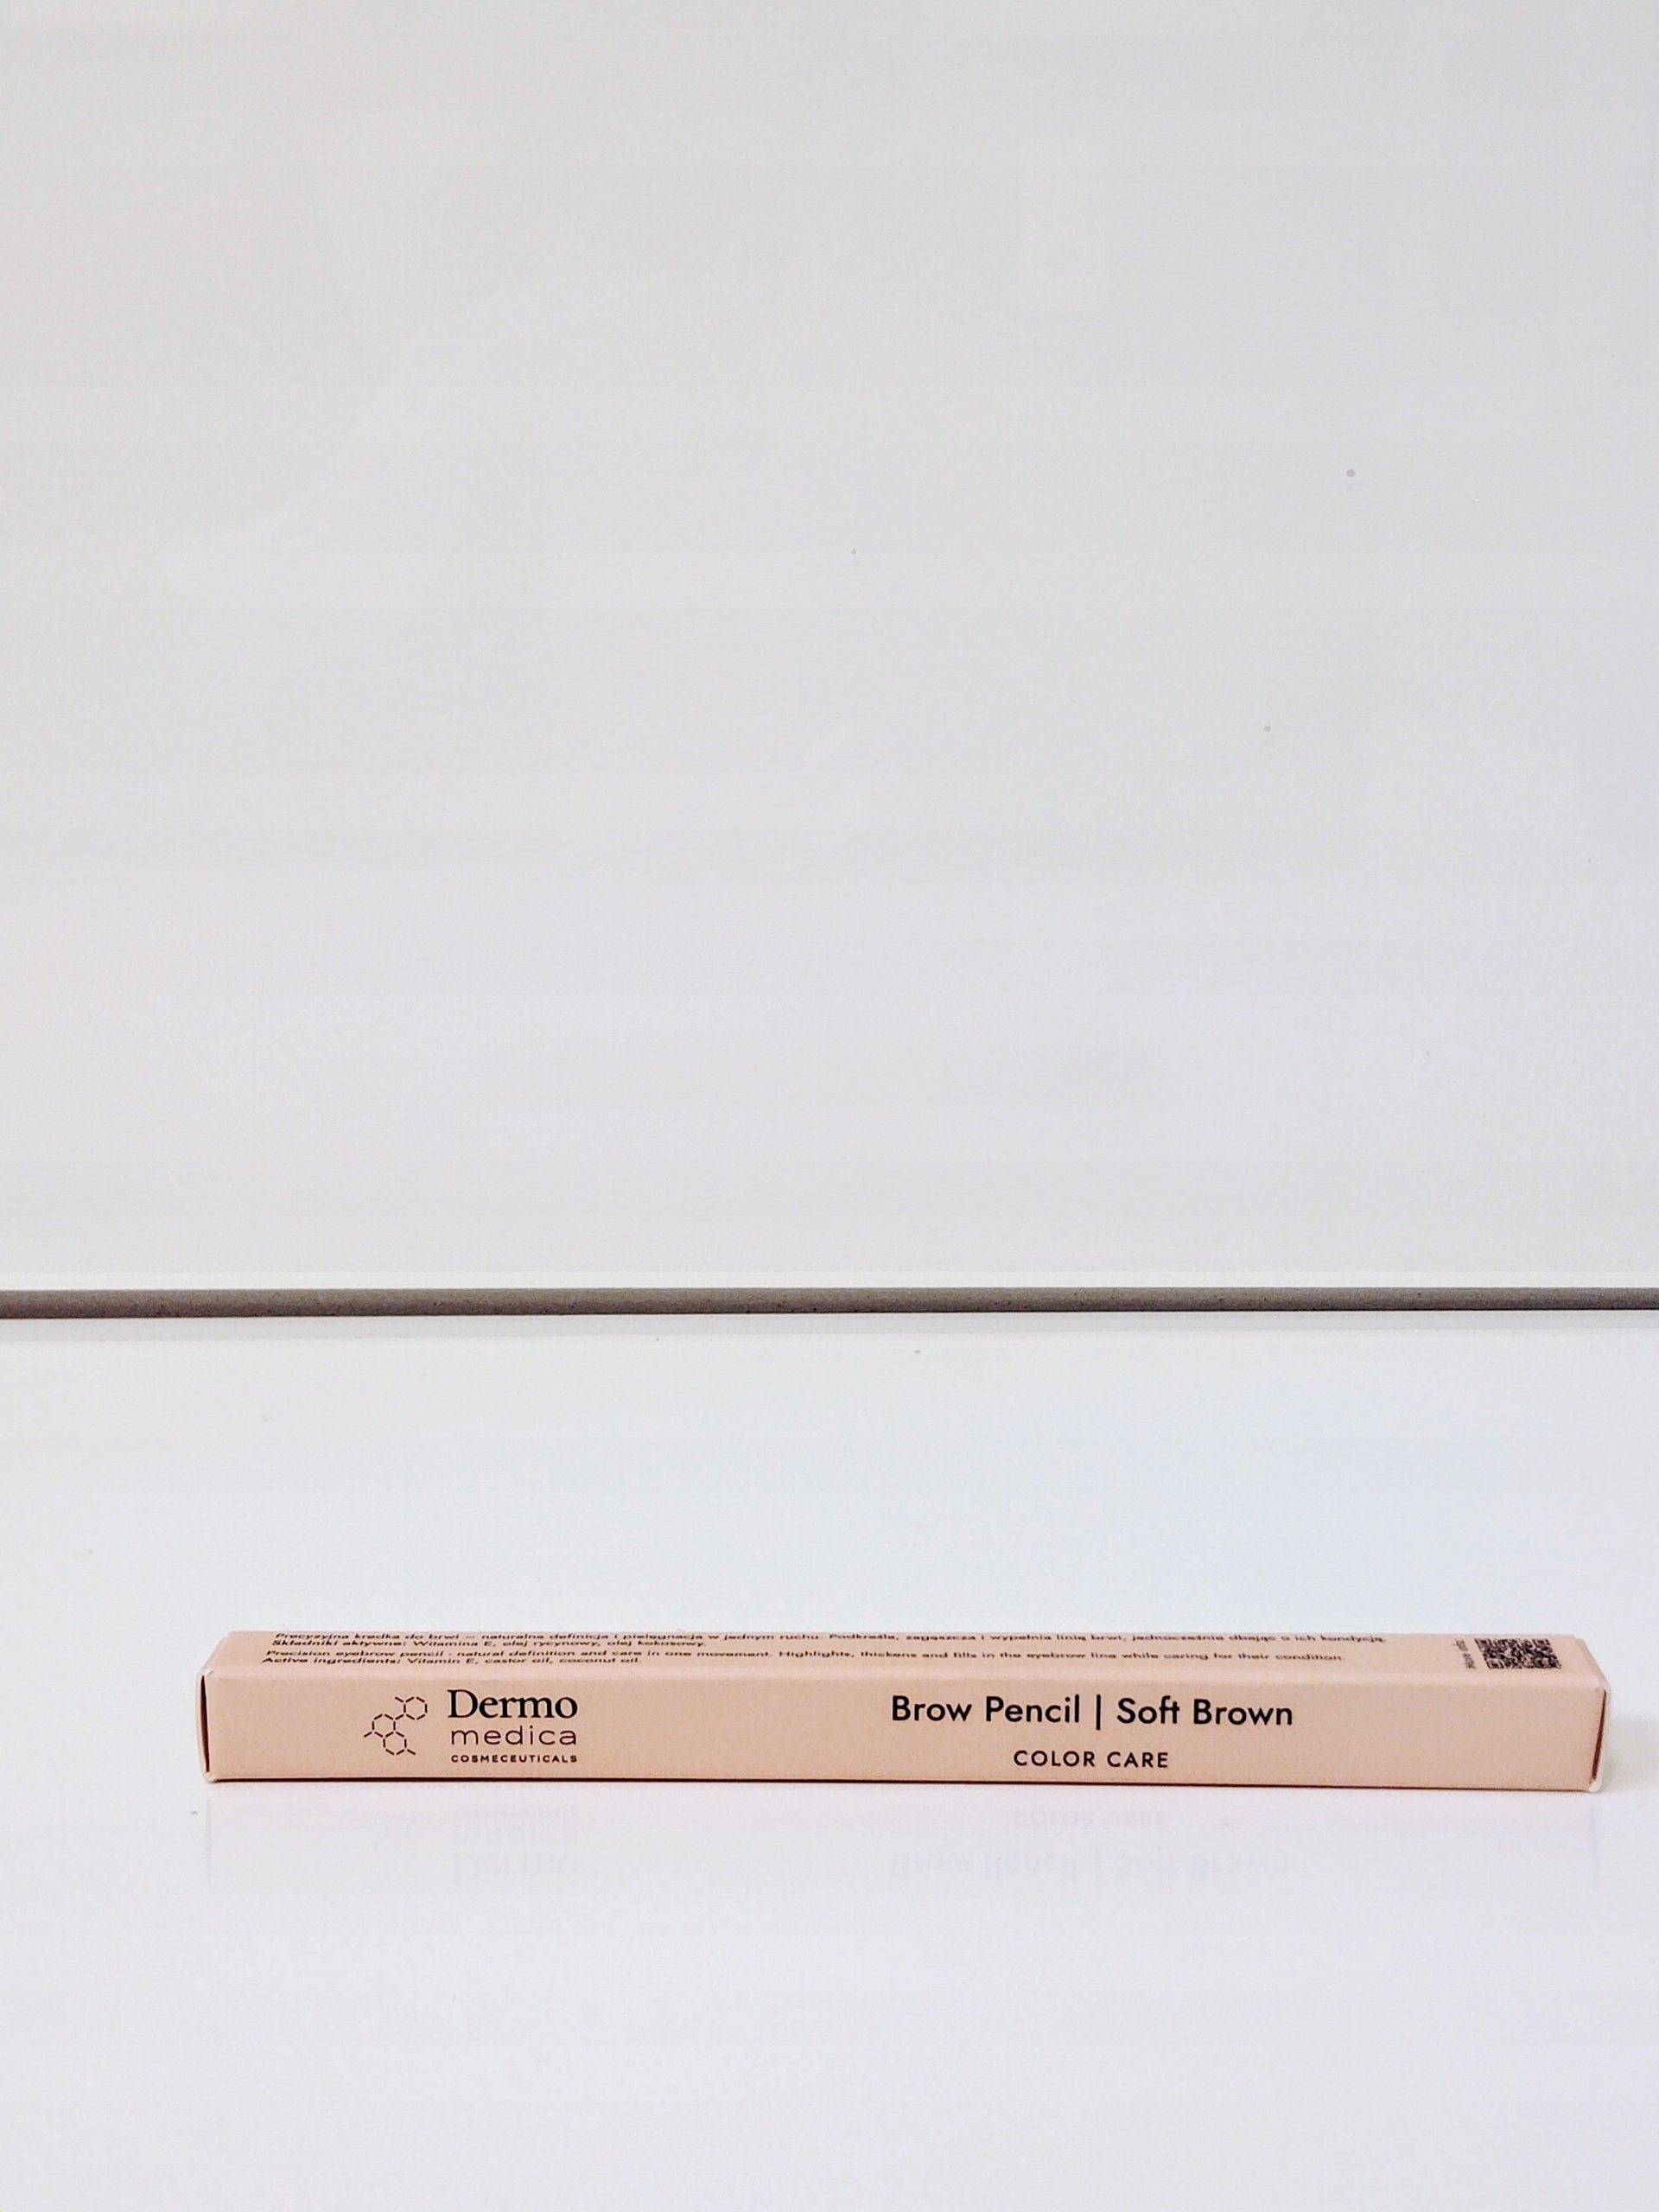 Precyzyjna kredka do brwi – naturalna definicja i pielęgnacja w jednym ruchu. Podkreśla, zagęszcza i wypełnia linię brwi, jednocześnie dbając o ich kondycję.
Składniki aktywne: Witamina E, olej rycynowy, olej kokosowy.
Precision eyebrow pencil - natural definition and care in one movement. Highlights, thickens and fills in the eyebrow line while caring for their condition.
Active ingredients: Vitamin E, castor oil, coconut oil.
Dermo
medica
COSMECEUTICALS
Brow Pencil | Soft Brown
COLOR CARE